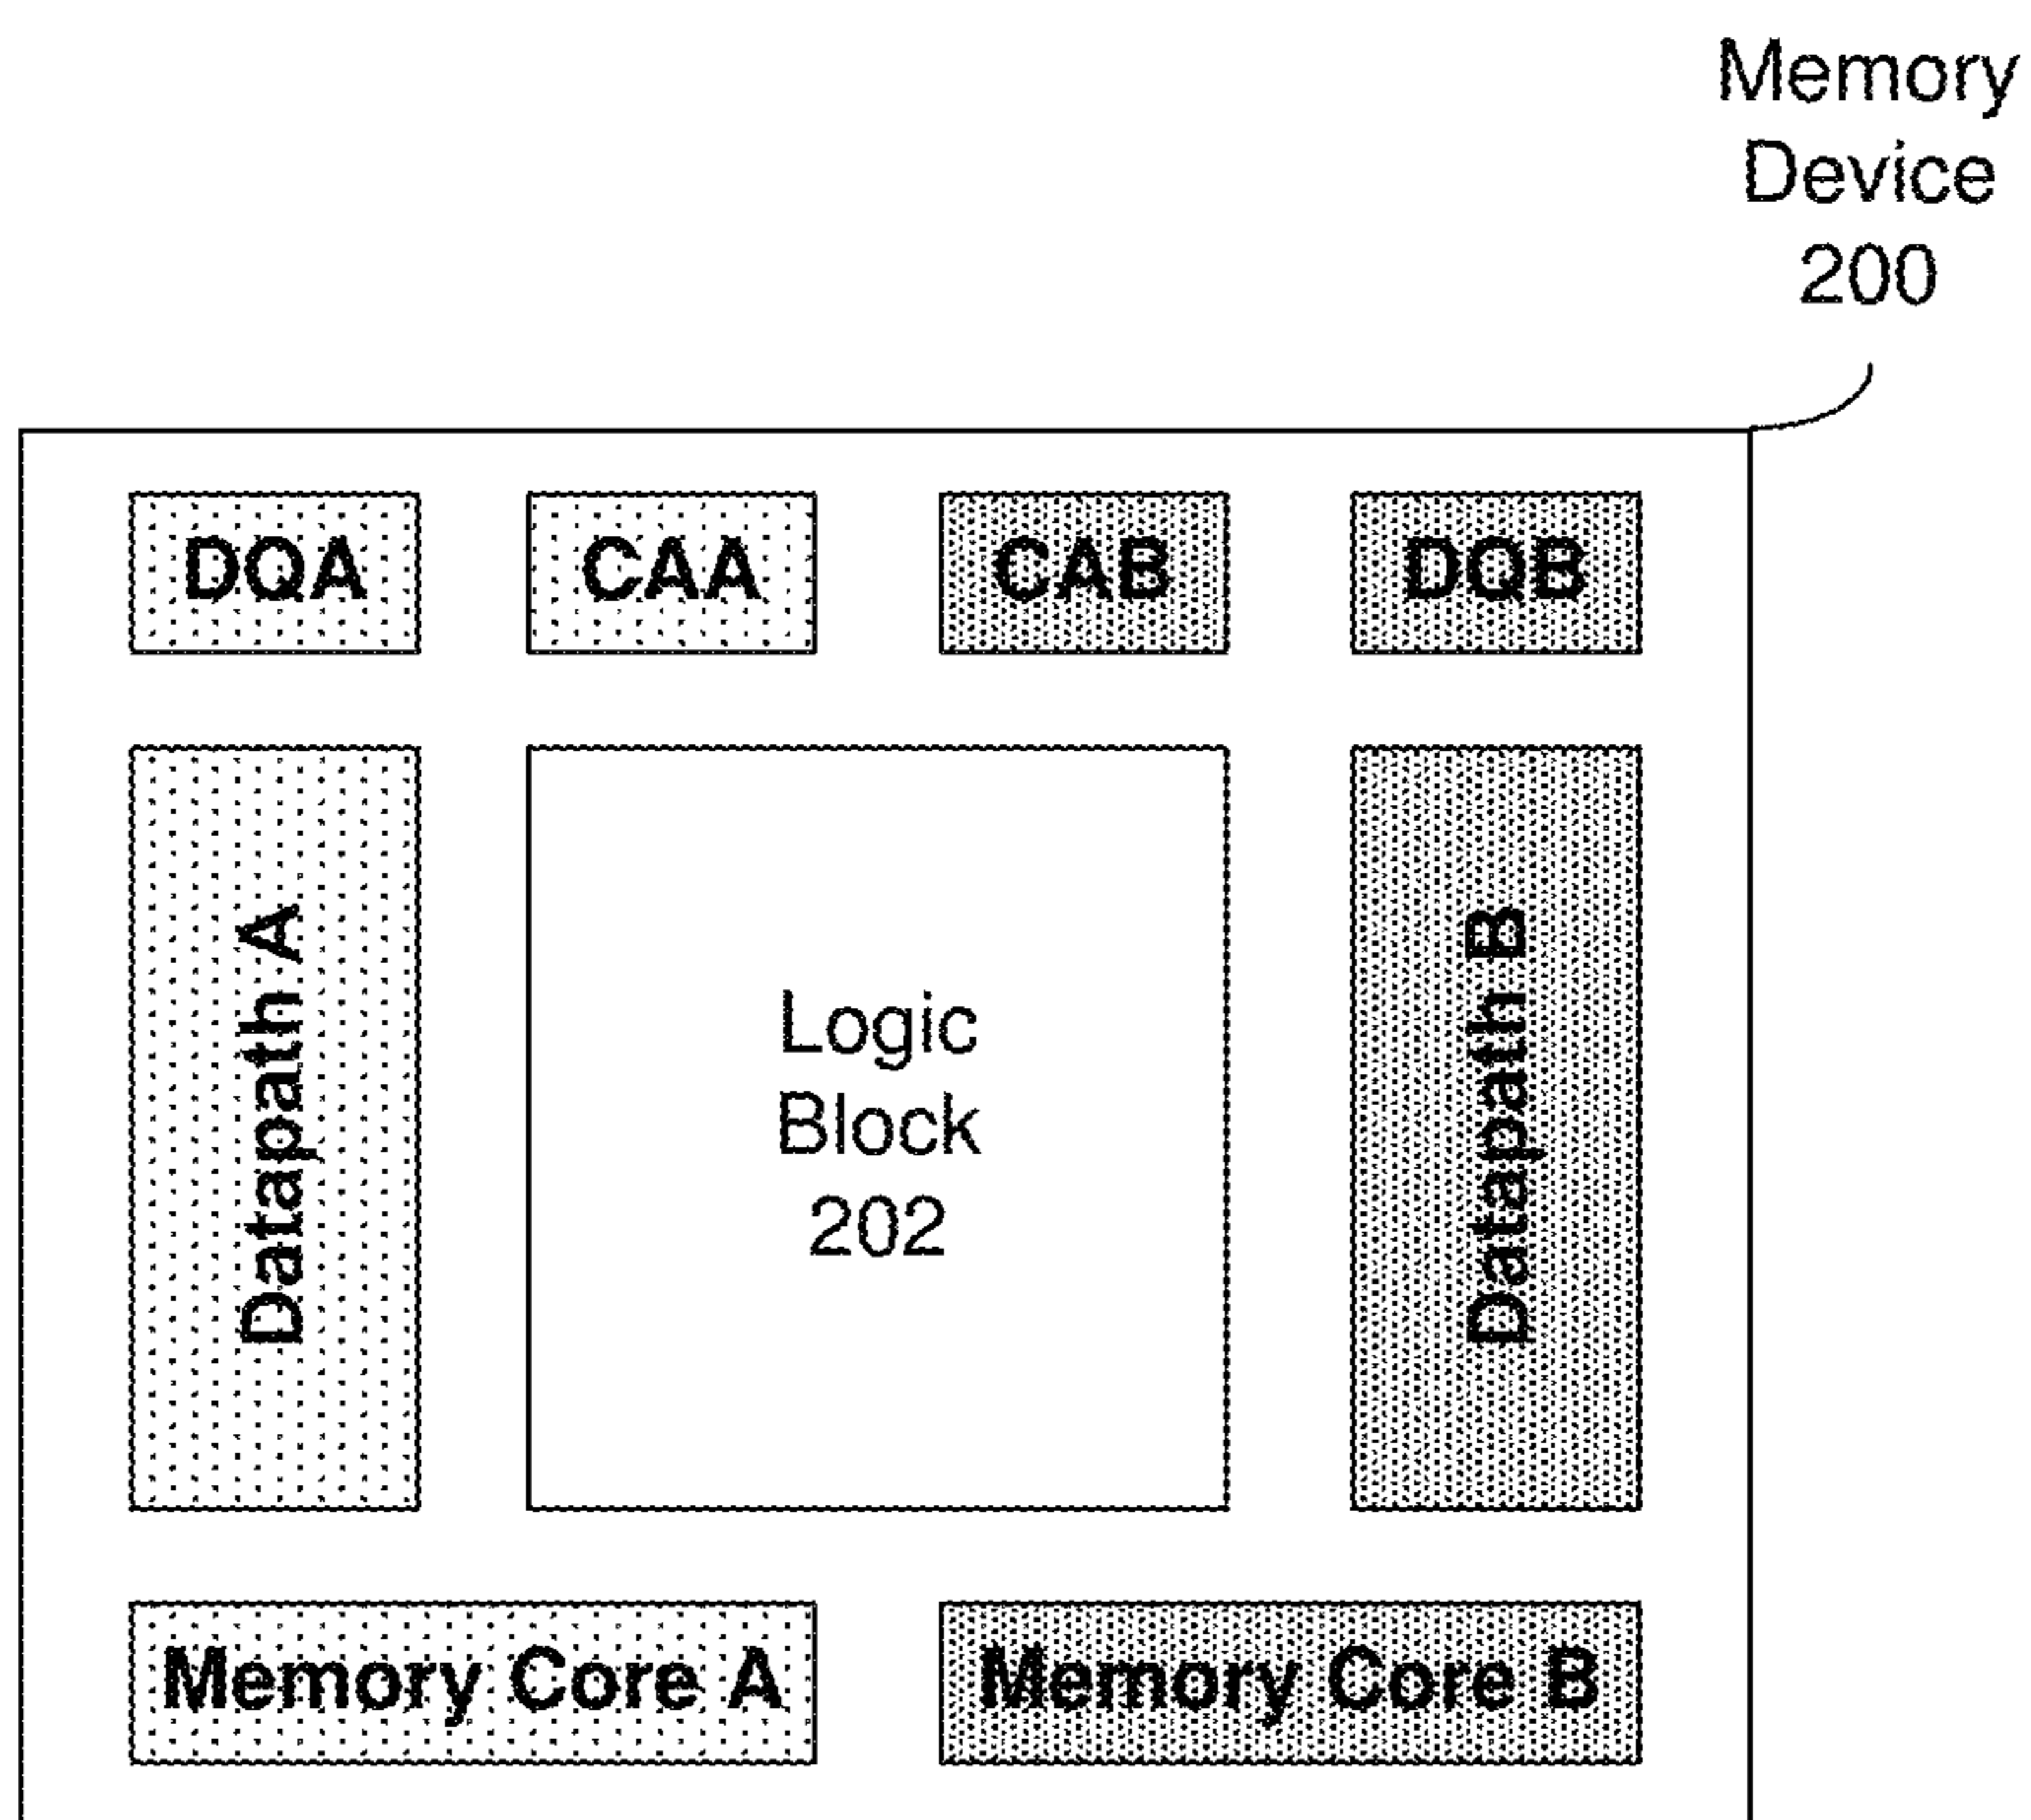 Memory
Device
200
DQA
CAA
CAB
DQB
Datapath A
Logic
Block
202
Datapath B
Memory Core A
Memory Core B